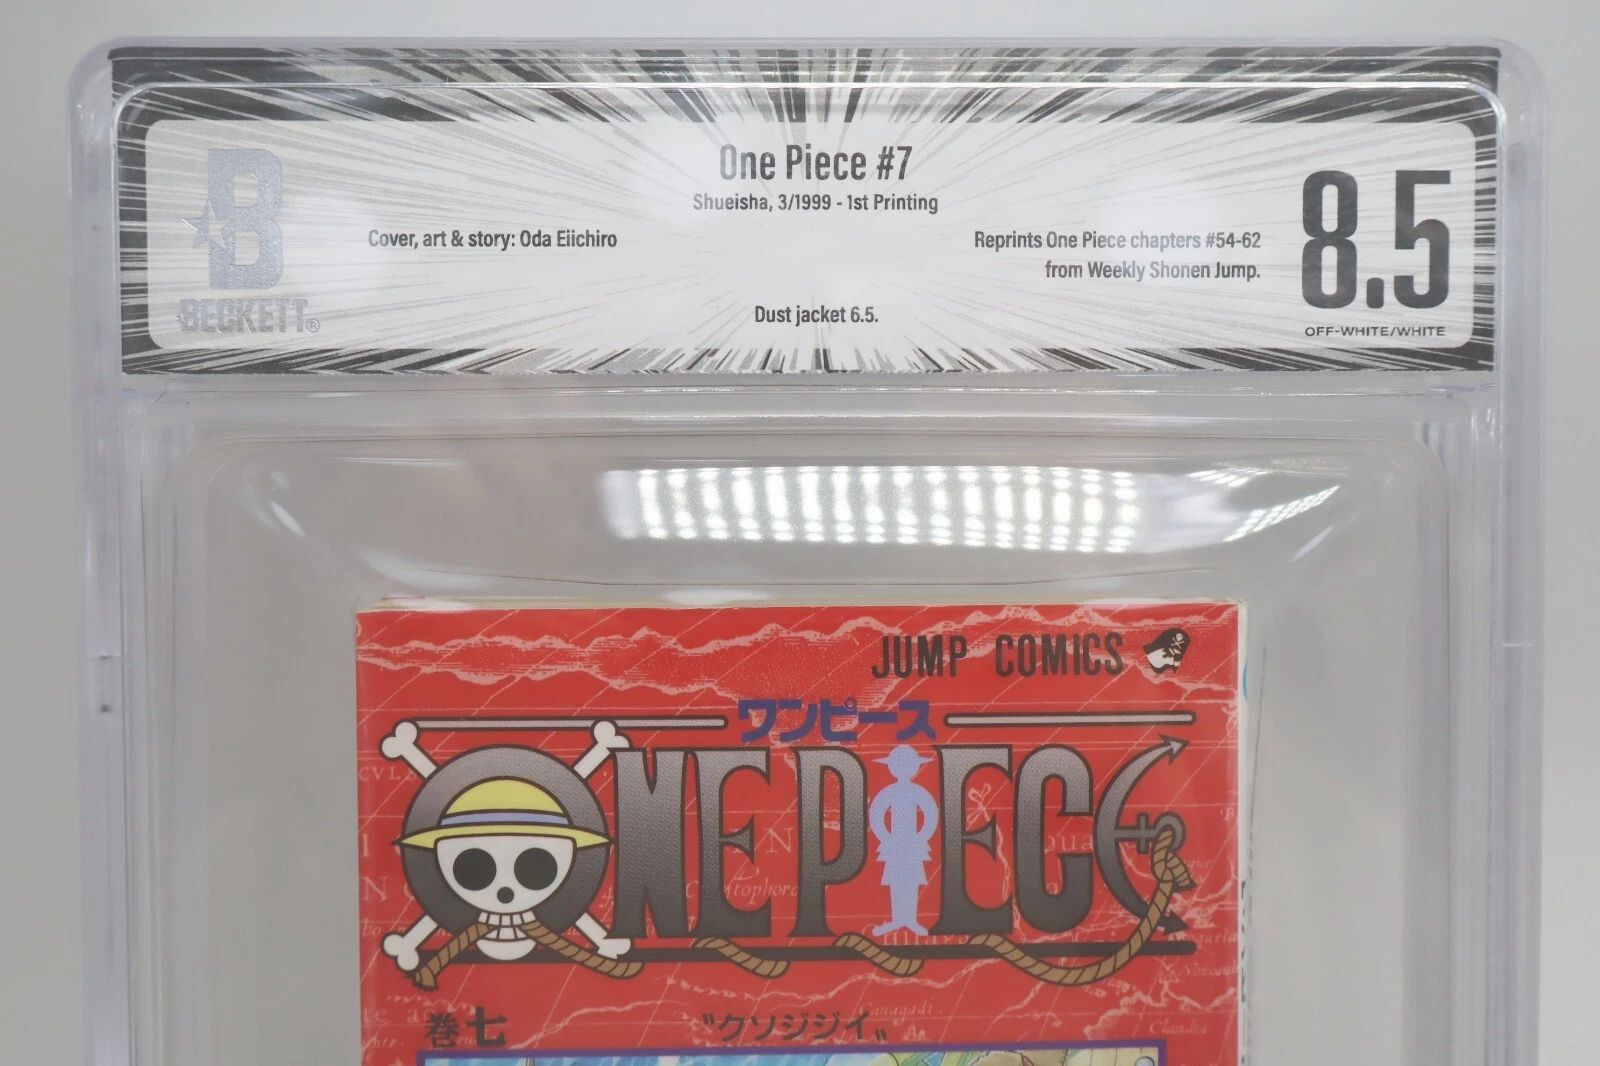 One Piece #7
Shueisha, 3/1999 - 1st Printing
Cover, art & story: Oda Eiichiro
Reprints One Piece chapters #54-62
from Weekly Shonen Jump.
Dust jacket 6.5.
8.5
OFF-WHITE/WHITE
B
BECKETT®
JUMP COMICS
ワンピース
ONE PIECE
巻七
〝クソジジイ〟